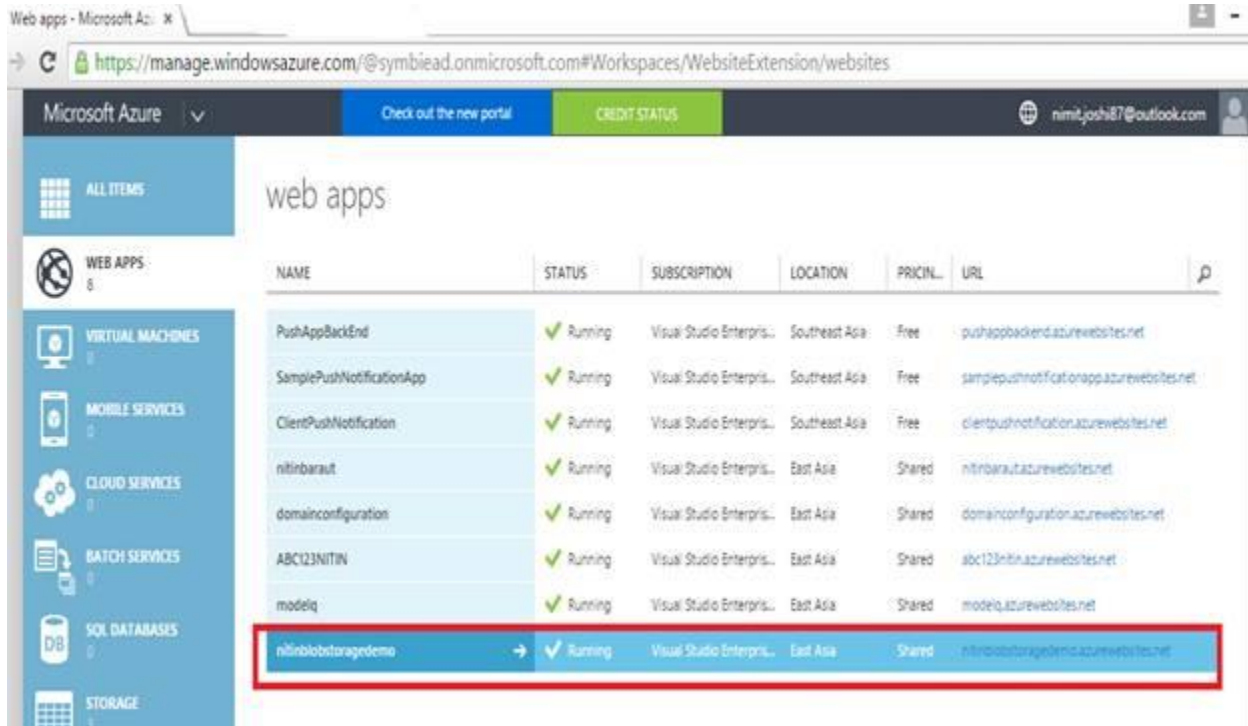 Web apps - Microsoft Az
https://manage.windowsazure.com/@symbiead.onmicrosoft.com#Workspaces/WebsiteExtension/websites
Microsoft Azure
Check out the new portal
CREDIT STATUS
nimit.joshi87@outlook.com
ALL ITEMS
WEB APPS
8
VIRTUAL MACHINES
0
MOBILE SERVICES
0
CLOUD SERVICES
0
BATCH SERVICES
0
SQL DATABASES
0
STORAGE
web apps
NAME STATUS SUBSCRIPTION LOCATION PRICIN... URL
PushAppBackEnd Running Visual Studio Enterpris... Southeast Asia Free pushappbackend.azurewebsites.net
SamplePushNotificationApp Running Visual Studio Enterpris... Southeast Asia Free samplepushnotificationapp.azurewebsites.net
ClientPushNotification Running Visual Studio Enterpris... Southeast Asia Free clientpushnotification.azurewebsites.net
nitinbaraut Running Visual Studio Enterpris... East Asia Shared nitinbaraut.azurewebsites.net
domainconfiguration Running Visual Studio Enterpris... East Asia Shared domainconfiguration.azurewebsites.net
ABC123NITIN Running Visual Studio Enterpris... East Asia Shared abc123nitin.azurewebsites.net
modelq Running Visual Studio Enterpris... East Asia Shared modelq.azurewebsites.net
nitinblobstoragedemo Running Visual Studio Enterpris... East Asia Shared nitinblobstoragedemo.azurewebsites.net